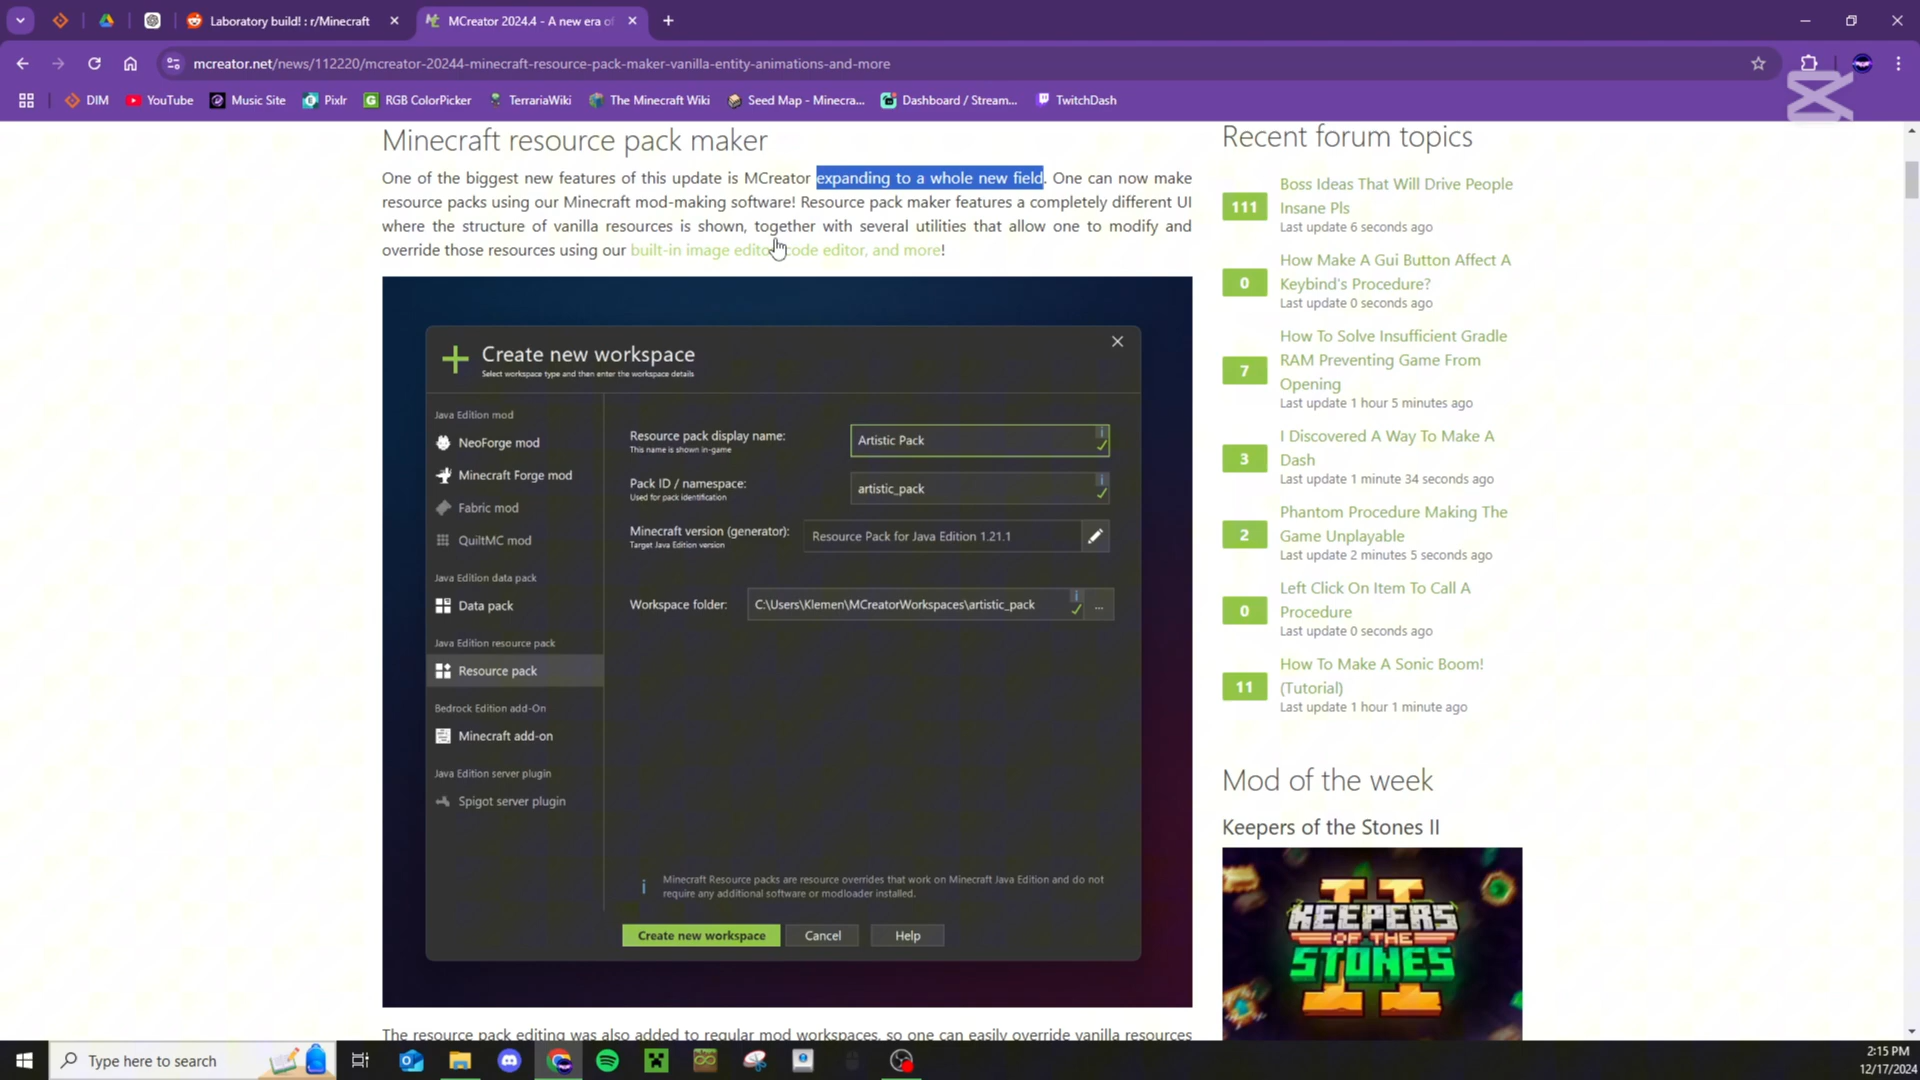 Laboratory build! : r/Minecraft
MCreator 2024.4 - A new era of
mcreator.net/news/112220/mcreator-20244-minecraft-resource-pack-maker-vanilla-entity-animations-and-more
DIM
YouTube
Music Site
Pixlr
RGB ColorPicker
TerrariaWiki
The Minecraft Wiki
Seed Map - Minecra...
Dashboard / Stream...
TwitchDash
Minecraft resource pack maker
One of the biggest new features of this update is MCreator expanding to a whole new field. One can now make
resource packs using our Minecraft mod-making software! Resource pack maker features a completely different UI
where the structure of vanilla resources is shown, together with several utilities that allow one to modify and
override those resources using our built-in image editor, code editor, and more!
Create new workspace
Select workspace type and then enter the workspace details
Java Edition mod
NeoForge mod
Minecraft Forge mod
Fabric mod
QuiltMC mod
Java Edition data pack
Data pack
Java Edition resource pack
Resource pack
Bedrock Edition add-On
Minecraft add-on
Java Edition server plugin
Spigot server plugin
Resource pack display name:
This name is shown in-game
Artistic Pack
Pack ID / namespace:
Used for pack identification
artistic_pack
Minecraft version (generator):
Target Java Edition version
Resource Pack for Java Edition 1.21.1
Workspace folder:
C:\Users\Klemen\MCreatorWorkspaces\artistic_pack
...
Minecraft Resource packs are resource overrides that work on Minecraft Java Edition and do not
require any additional software or modloader installed.
Create new workspace
Cancel
Help
The resource pack editing was also added to regular mod workspaces, so one can easily override vanilla resources
Recent forum topics
111
Boss Ideas That Will Drive People
Insane Pls
Last update 6 seconds ago
0
How Make A Gui Button Affect A
Keybind's Procedure?
Last update 0 seconds ago
7
How To Solve Insufficient Gradle
RAM Preventing Game From
Opening
Last update 1 hour 5 minutes ago
3
I Discovered A Way To Make A
Dash
Last update 1 minute 34 seconds ago
2
Phantom Procedure Making The
Game Unplayable
Last update 2 minutes 5 seconds ago
0
Left Click On Item To Call A
Procedure
Last update 0 seconds ago
11
How To Make A Sonic Boom!
(Tutorial)
Last update 1 hour 1 minute ago
Mod of the week
Keepers of the Stones II
KEEPERS
OF THE
STONES
II
Type here to search
2:15 PM
12/17/2024